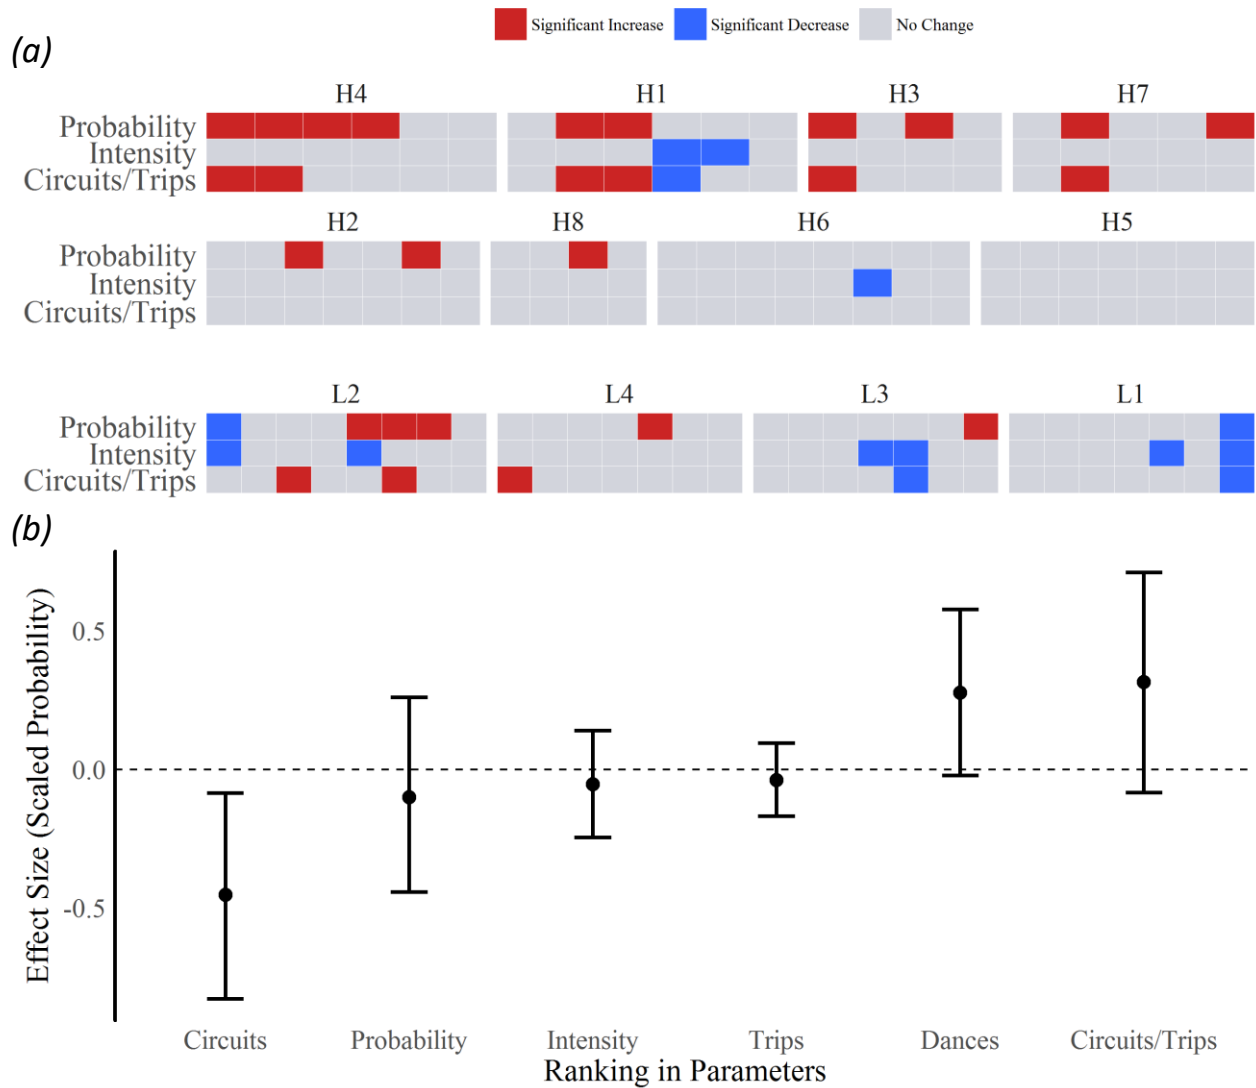 Significant Increase Significant Decrease No Change
(a)
H4 H1 H3 H7
Probability
Intensity
Circuits/Trips
H2 H8 H6 H5
Probability
Intensity
Circuits/Trips
L2 L4 L3 L1
Probability
Intensity
Circuits/Trips
(b)
Effect Size (Scaled Probability)
0.5
0.0
-0.5
Circuits Probability Intensity Trips Dances Circuits/Trips
Ranking in Parameters